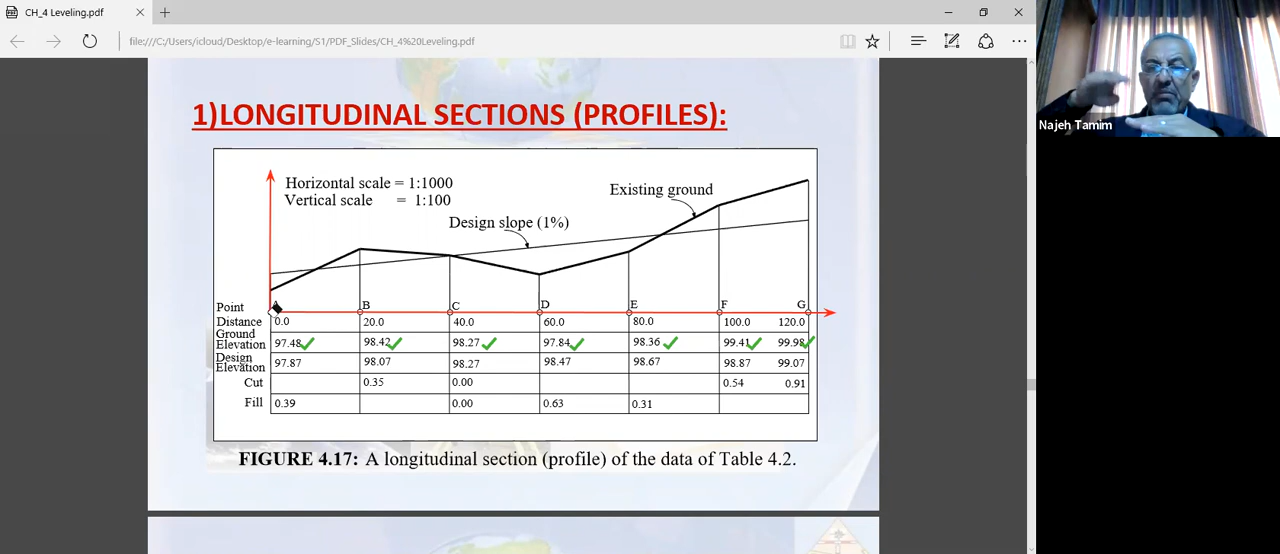 CH_4 Leveling.pdf
file:///C:/Users/icloud/Desktop/e-learning/S1/PDF_Slides/CH_4%20Leveling.pdf
1)LONGITUDINAL SECTIONS (PROFILES):
Horizontal scale = 1:1000
Vertical scale = 1:100
Existing ground
Design slope (1%)
Point A B C D E F G
Distance 0.0 20.0 40.0 60.0 80.0 100.0 120.0
Ground
Elevation 97.48 98.42 98.27 97.84 98.36 99.41 99.98
Design
Elevation 97.87 98.07 98.27 98.47 98.67 98.87 99.07
Cut 0.35 0.00 0.54 0.91
Fill 0.39 0.00 0.63 0.31
FIGURE 4.17: A longitudinal section (profile) of the data of Table 4.2.
Najeh Tamim